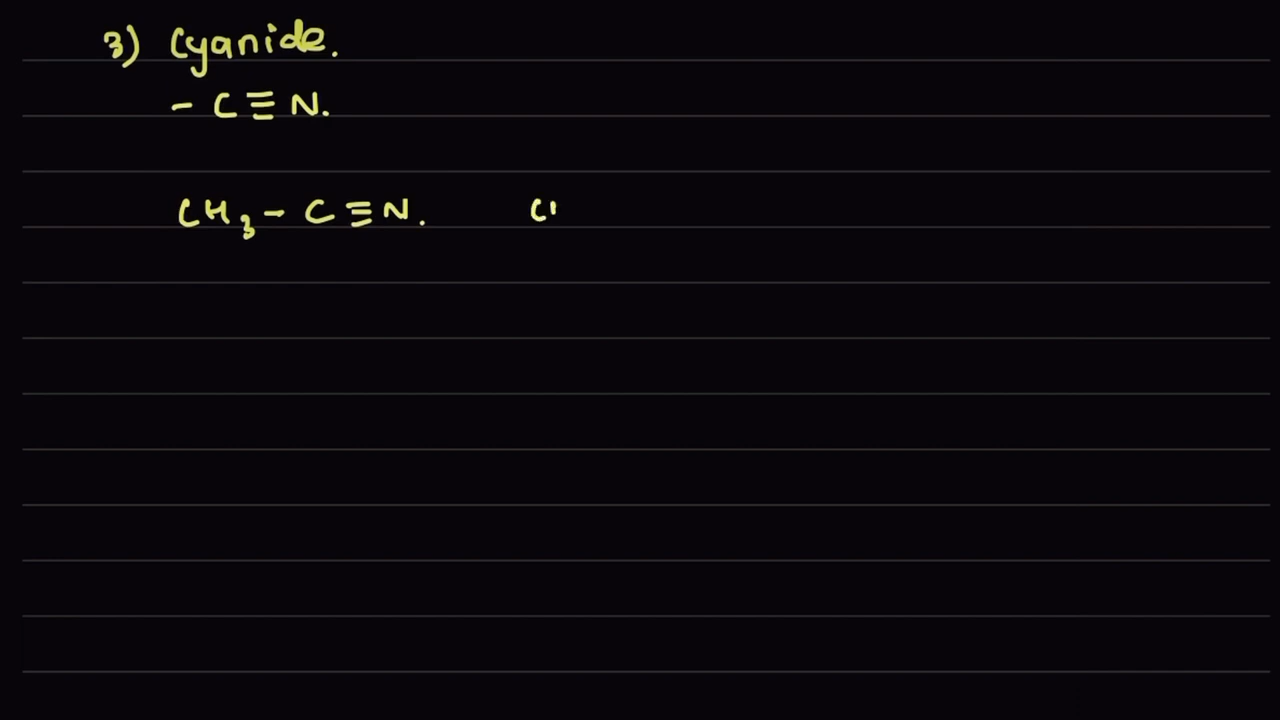 3) Cyanide.
- C ≡ N.
CH₃ - C ≡ N. C